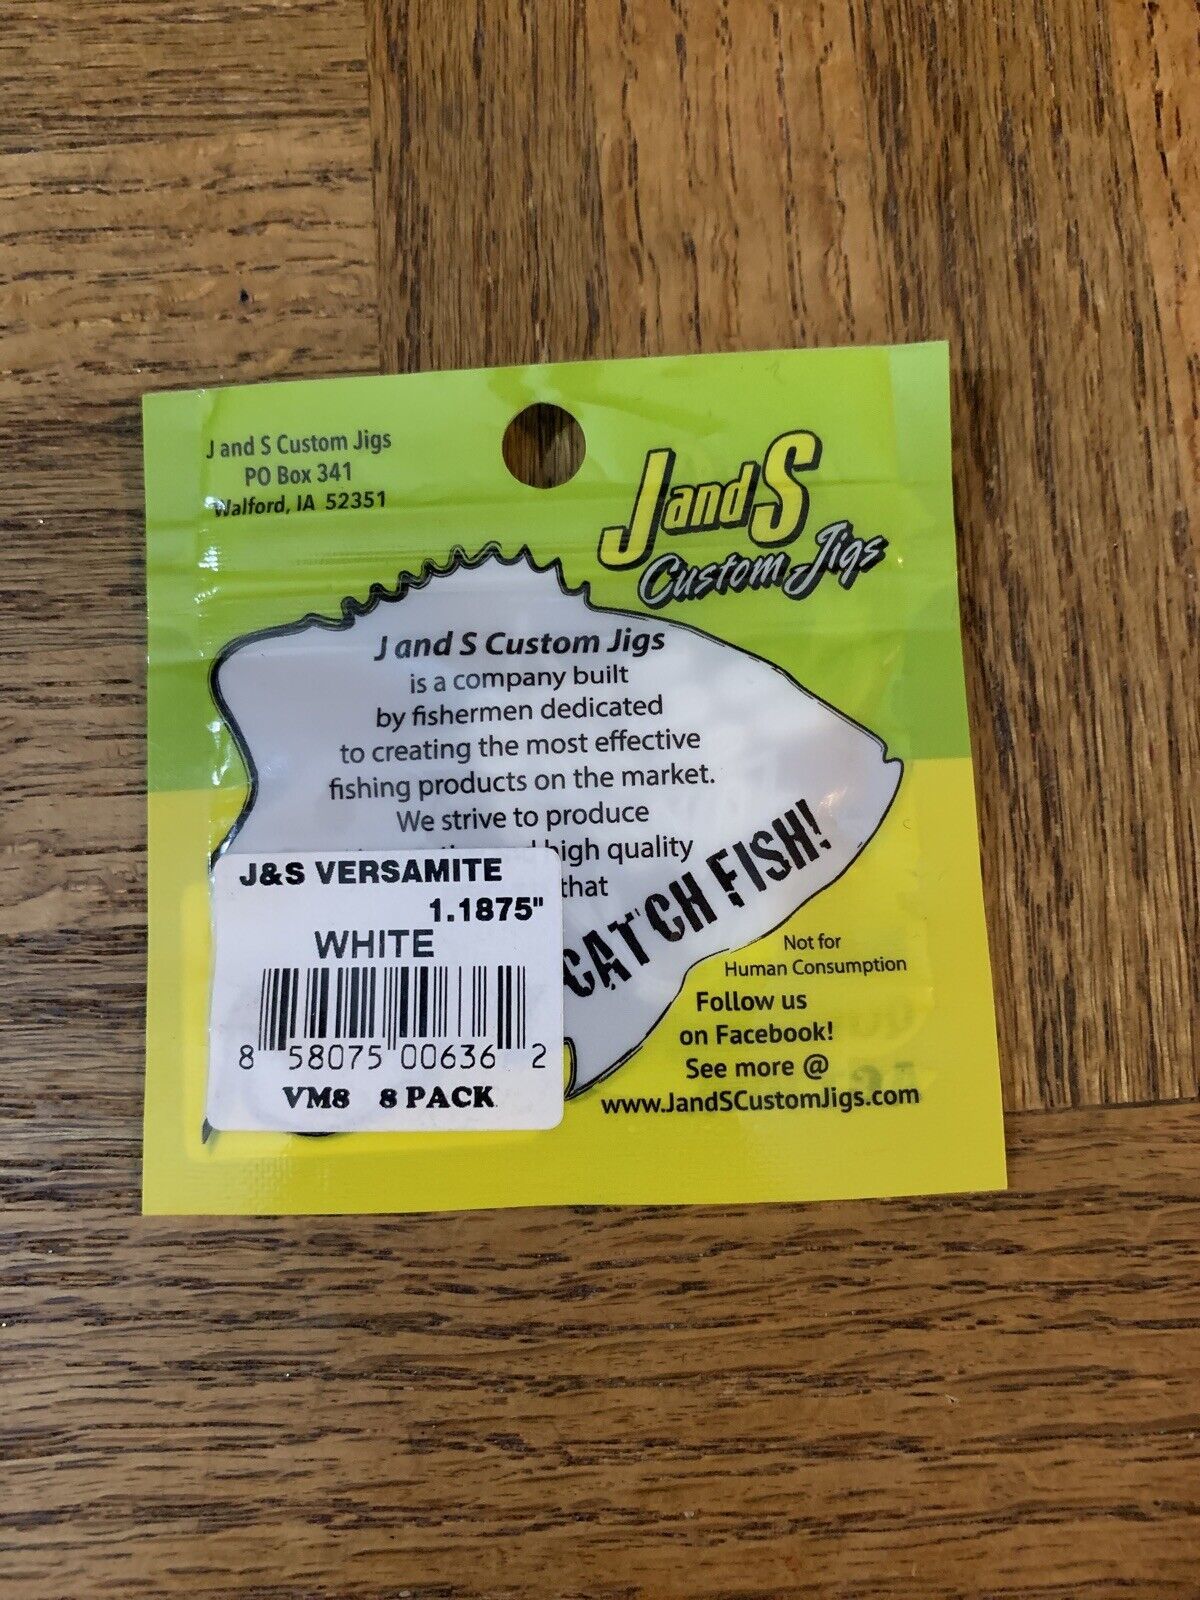 J and S Custom Jigs
PO Box 341
Walford, IA 52351
J and S
Custom Jigs
J and S Custom Jigs
is a company built
by fishermen dedicated
to creating the most effective
fishing products on the market.
We strive to produce
high quality
that
CATCH FISH!
J&S VERSAMITE
1.1875"
WHITE
8 58075 00636 2
VM8 8 PACK
Not for
Human Consumption
Follow us
on Facebook!
See more @
www.JandSCustomJigs.com